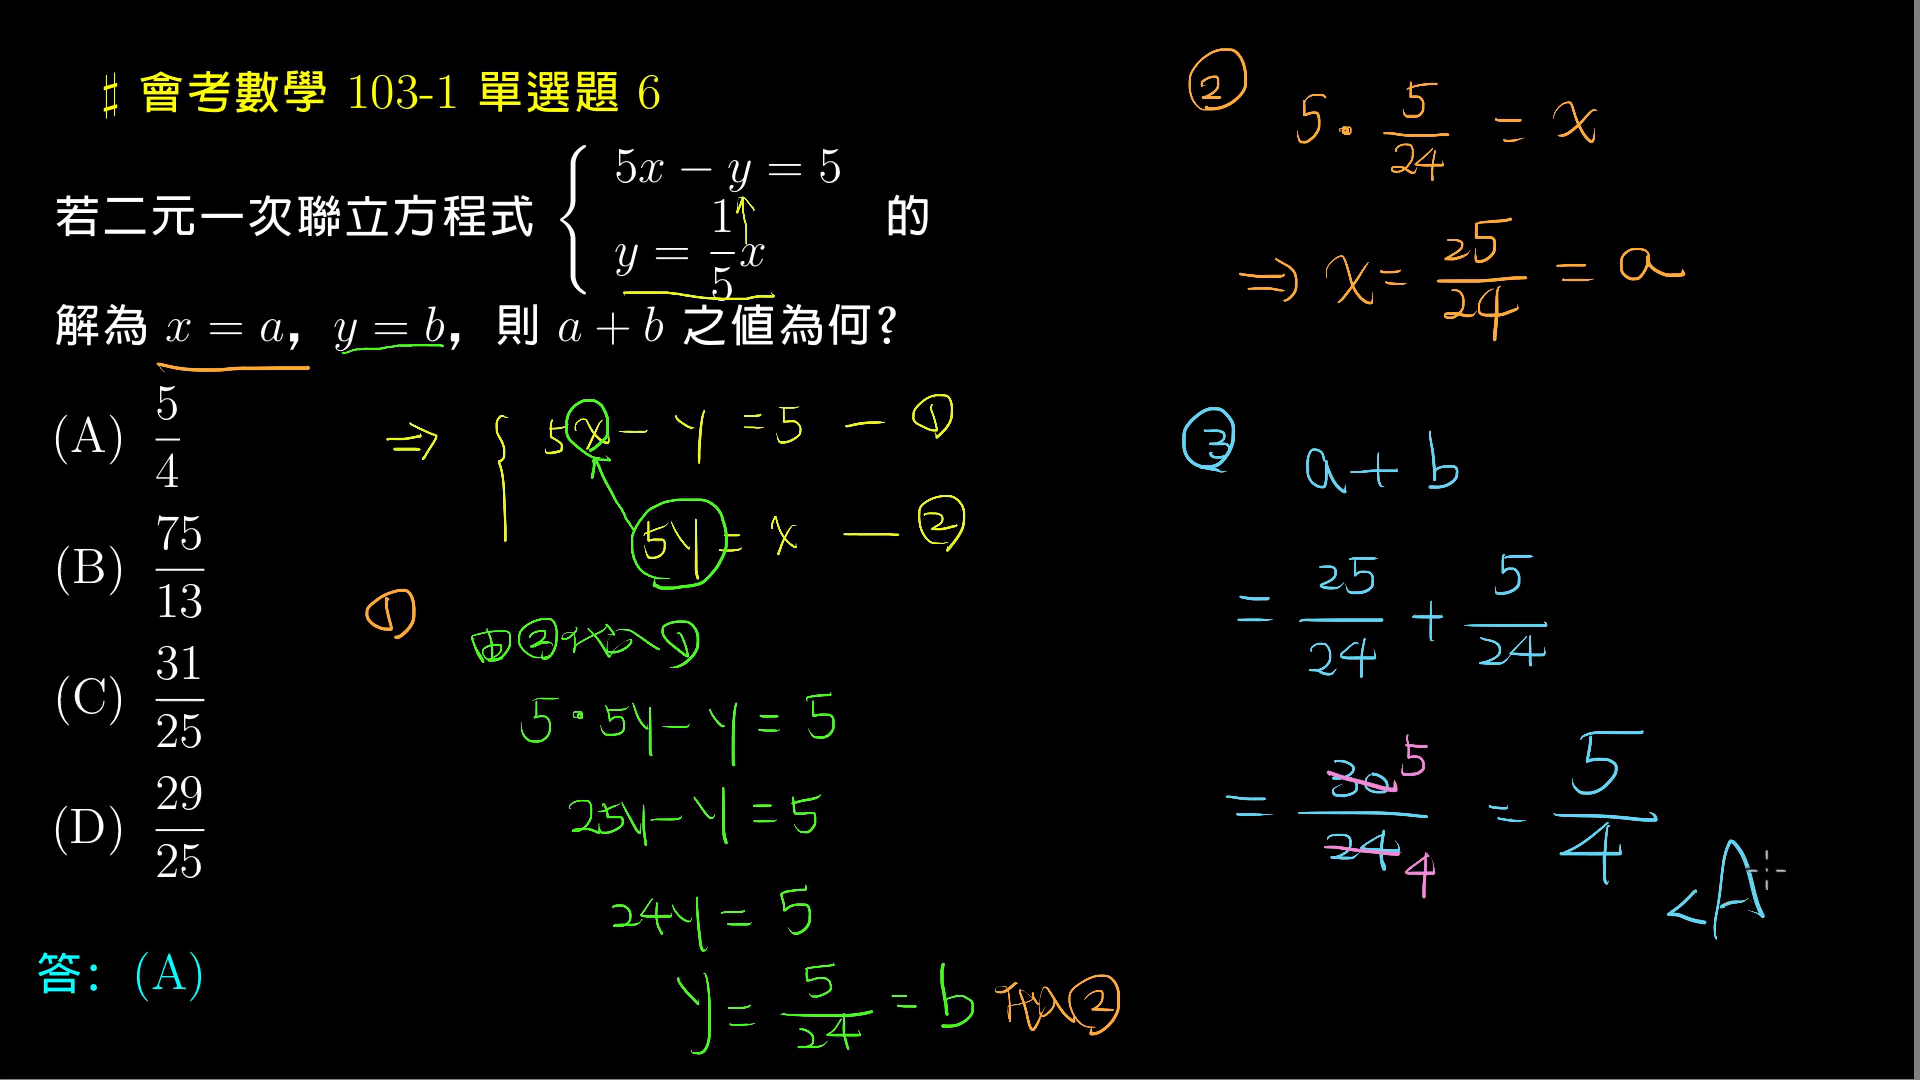 ♯ 會考數學 103-1 單選題 6
若二元一次聯立方程式 { 5x − y = 5
y = 1/5 x 的
解為 x = a，y = b，則 a + b 之值為何？
(A) 5/4
(B) 75/13
(C) 31/25
(D) 29/25
答：(A)
⇒ { 5x − y = 5 — ①
5y = x — ②
①
由②代入①
5·5y − y = 5
25y − y = 5
24y = 5
y = 5/24 = b 代入②
②
5·5/24 = x
⇒ x = 25/24 = a
③
a + b
= 25/24 + 5/24
= 30/24 5 4 = 5/4
<A